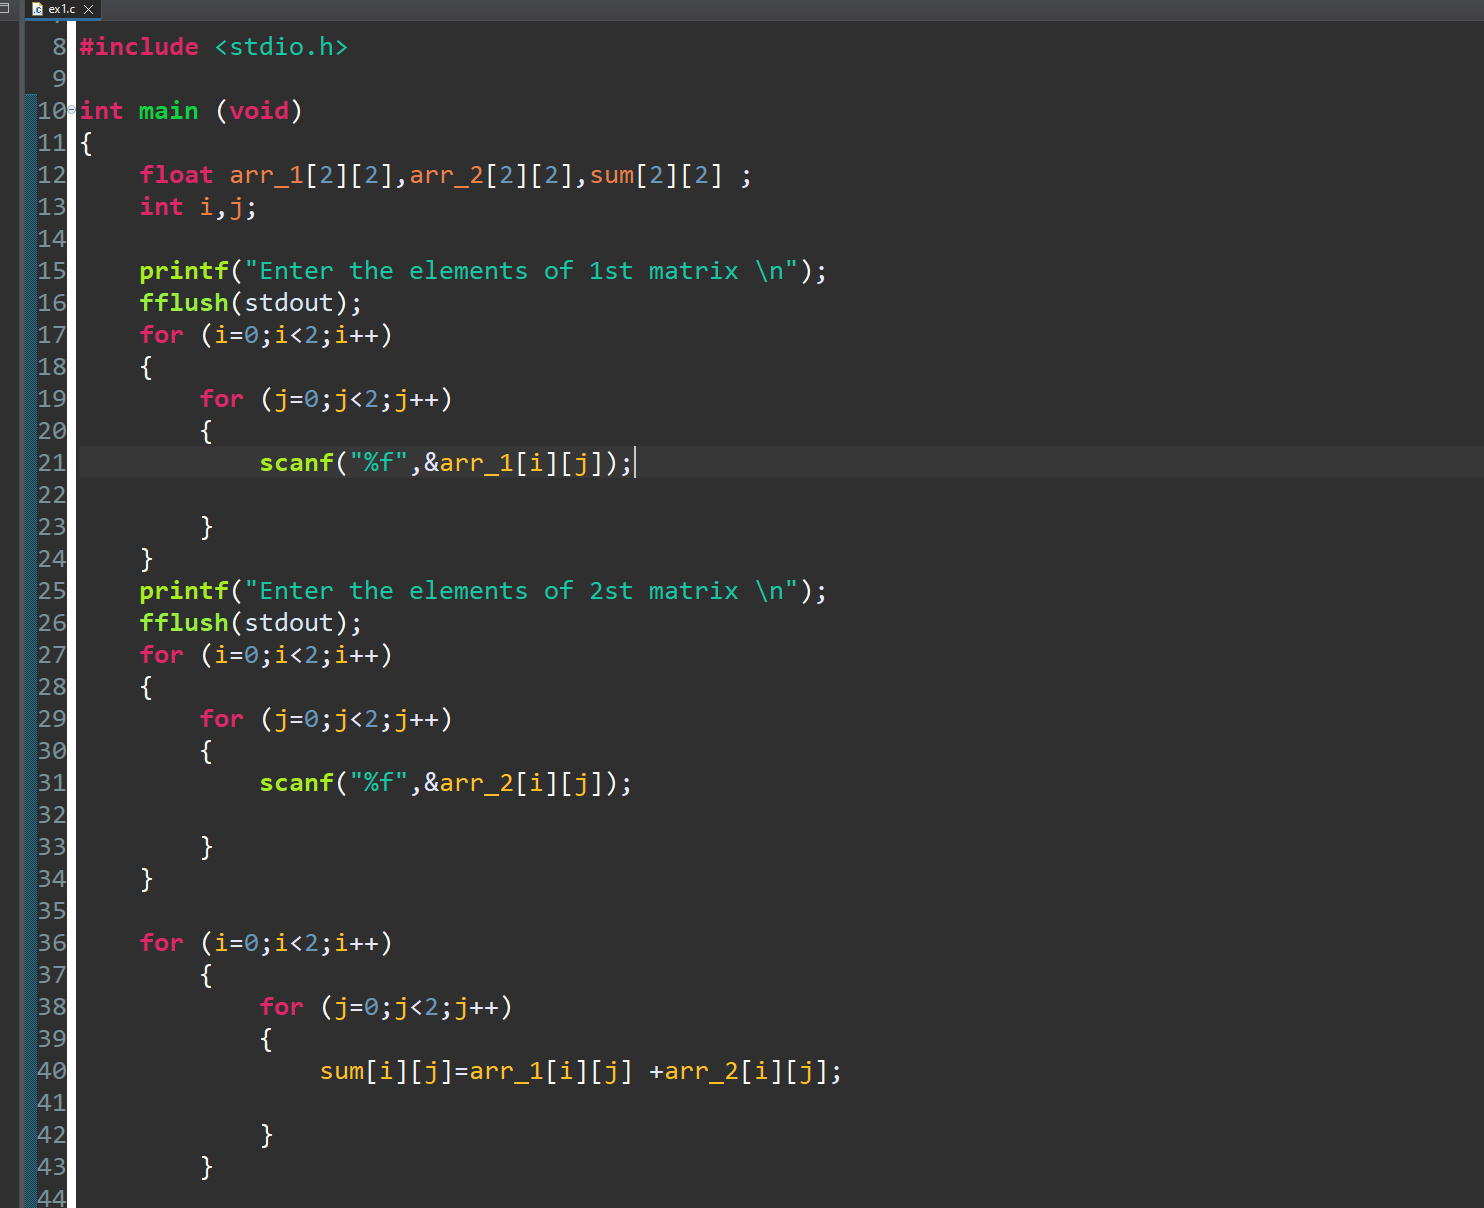 ex1.c
8 #include <stdio.h>
9
10 int main (void)
11 {
12     float arr_1[2][2],arr_2[2][2],sum[2][2] ;
13     int i,j;
14
15     printf("Enter the elements of 1st matrix \n");
16     fflush(stdout);
17     for (i=0;i<2;i++)
18     {
19         for (j=0;j<2;j++)
20         {
21             scanf("%f",&arr_1[i][j]);
22
23         }
24     }
25     printf("Enter the elements of 2st matrix \n");
26     fflush(stdout);
27     for (i=0;i<2;i++)
28     {
29         for (j=0;j<2;j++)
30         {
31             scanf("%f",&arr_2[i][j]);
32
33         }
34     }
35
36     for (i=0;i<2;i++)
37         {
38             for (j=0;j<2;j++)
39             {
40                 sum[i][j]=arr_1[i][j] +arr_2[i][j];
41
42             }
43         }
44